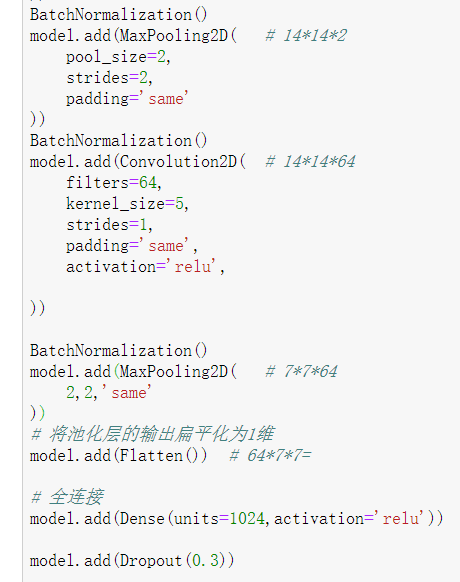 BatchNormalization()
model.add(MaxPooling2D(   # 14*14*2
    pool_size=2,
    strides=2,
    padding='same'
))
BatchNormalization()
model.add(Convolution2D(  # 14*14*64
    filters=64,
    kernel_size=5,
    strides=1,
    padding='same',
    activation='relu',
))
BatchNormalization()
model.add(MaxPooling2D(   # 7*7*64
    2,2,'same'
))
# 将池化层的输出扁平化为1维
model.add(Flatten())  # 64*7*7=
# 全连接
model.add(Dense(units=1024,activation='relu'))
model.add(Dropout(0.3))